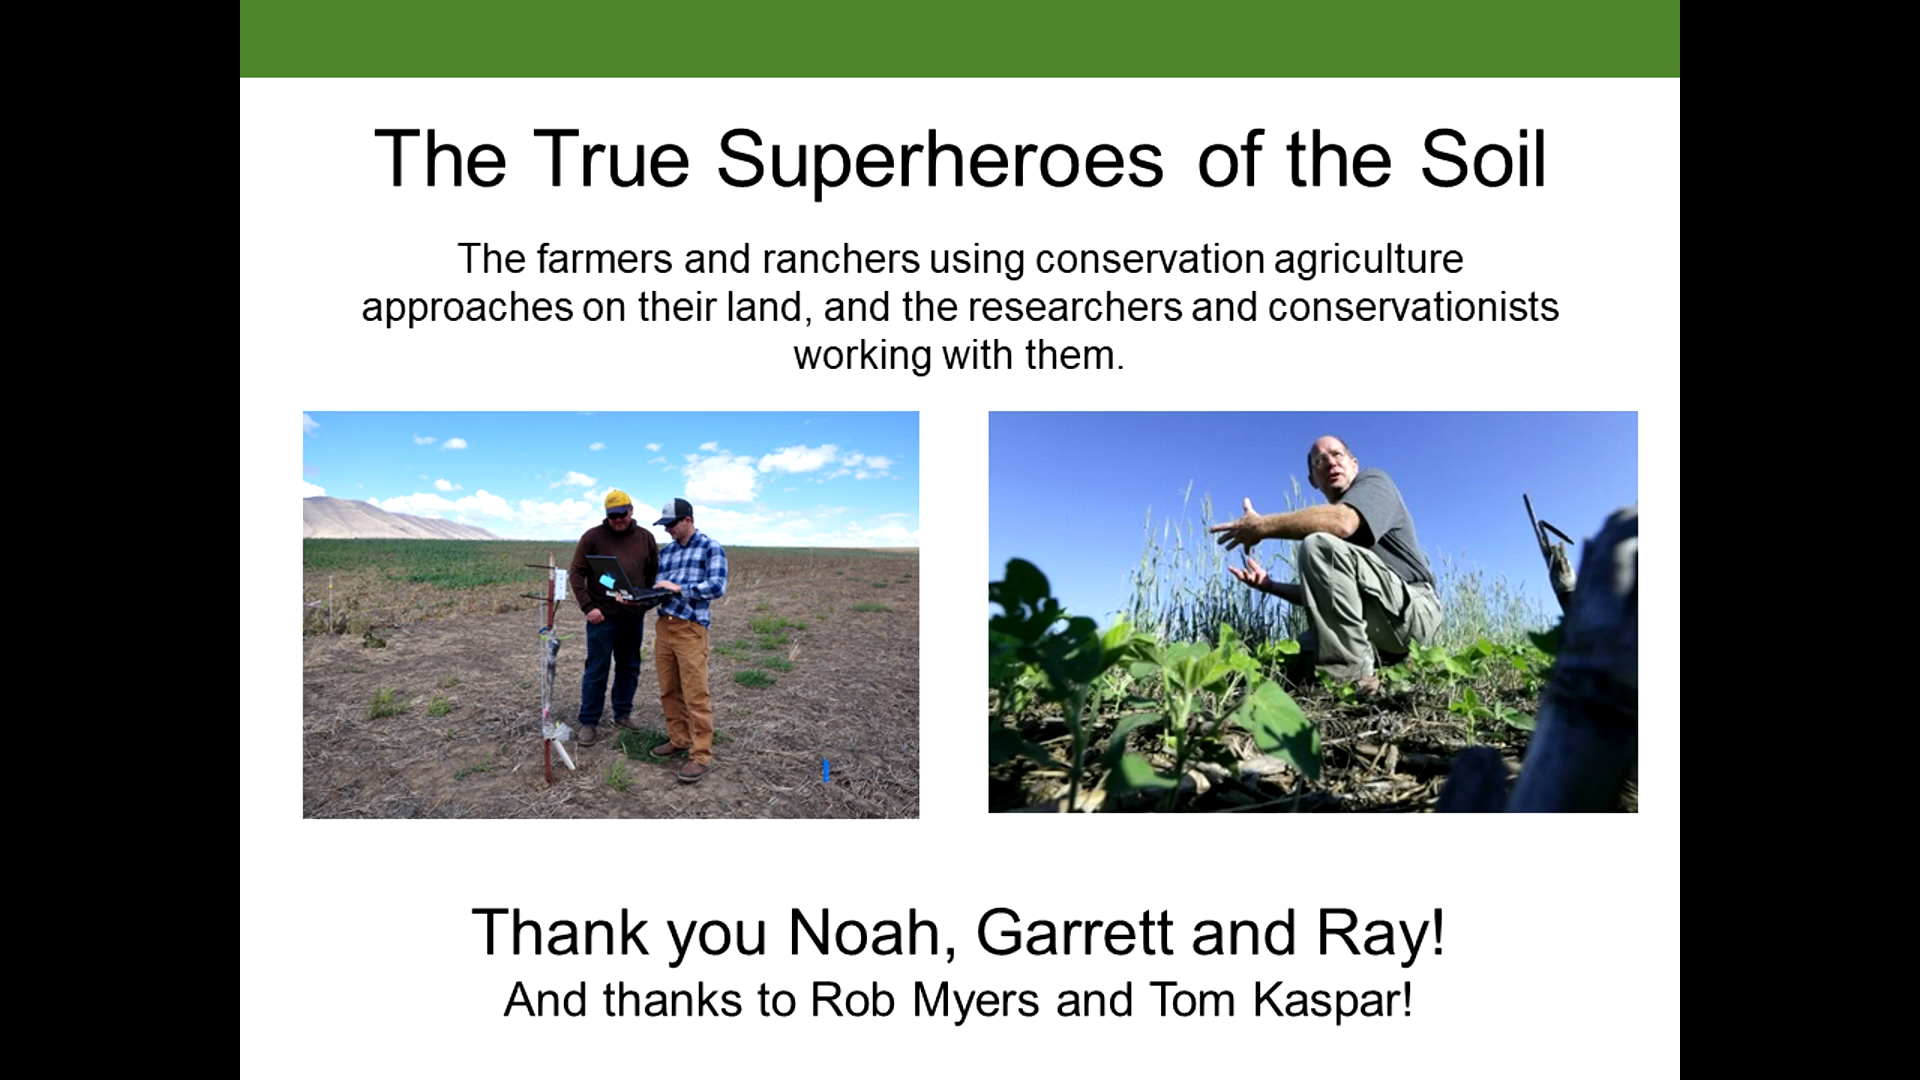 The True Superheroes of the Soil
The farmers and ranchers using conservation agriculture
approaches on their land, and the researchers and conservationists
working with them.
Thank you Noah, Garrett and Ray!
And thanks to Rob Myers and Tom Kaspar!